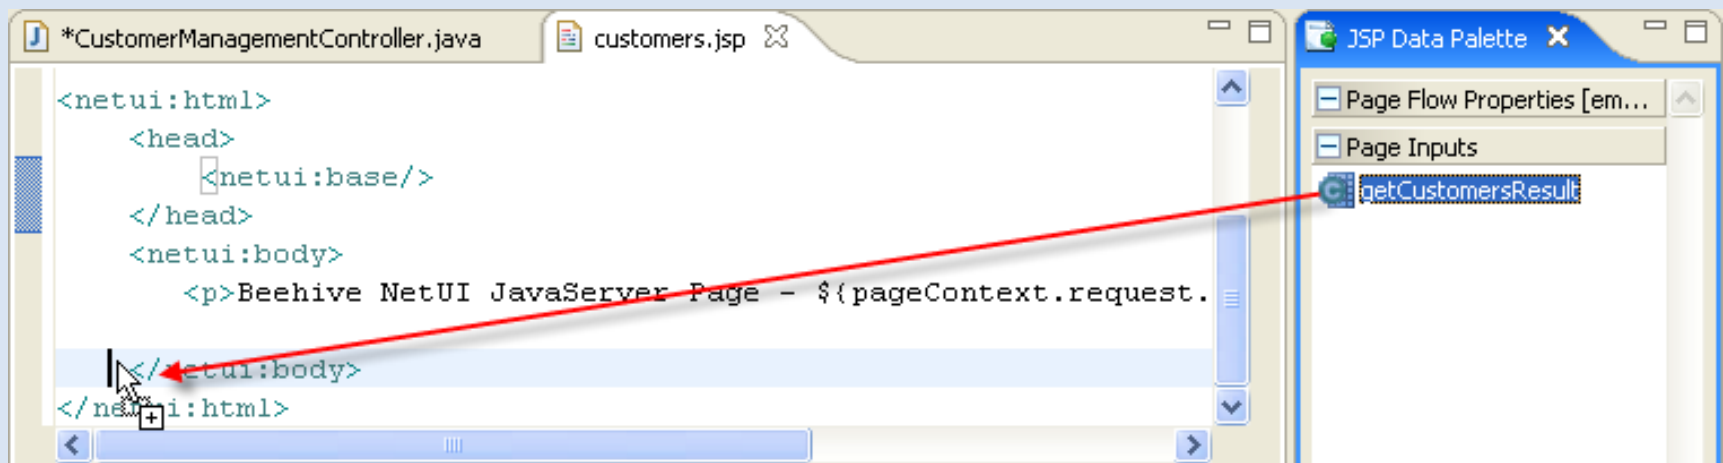 *CustomerManagementController.java
customers.jsp
JSP Data Palette
<netui:html>
<head>
<netui:base/>
</head>
<netui:body>
<p>Beehive NetUI JavaServer Page - ${pageContext.request.
</netui:body>
</netui:html>
Page Flow Properties [em...
Page Inputs
getCustomersResult